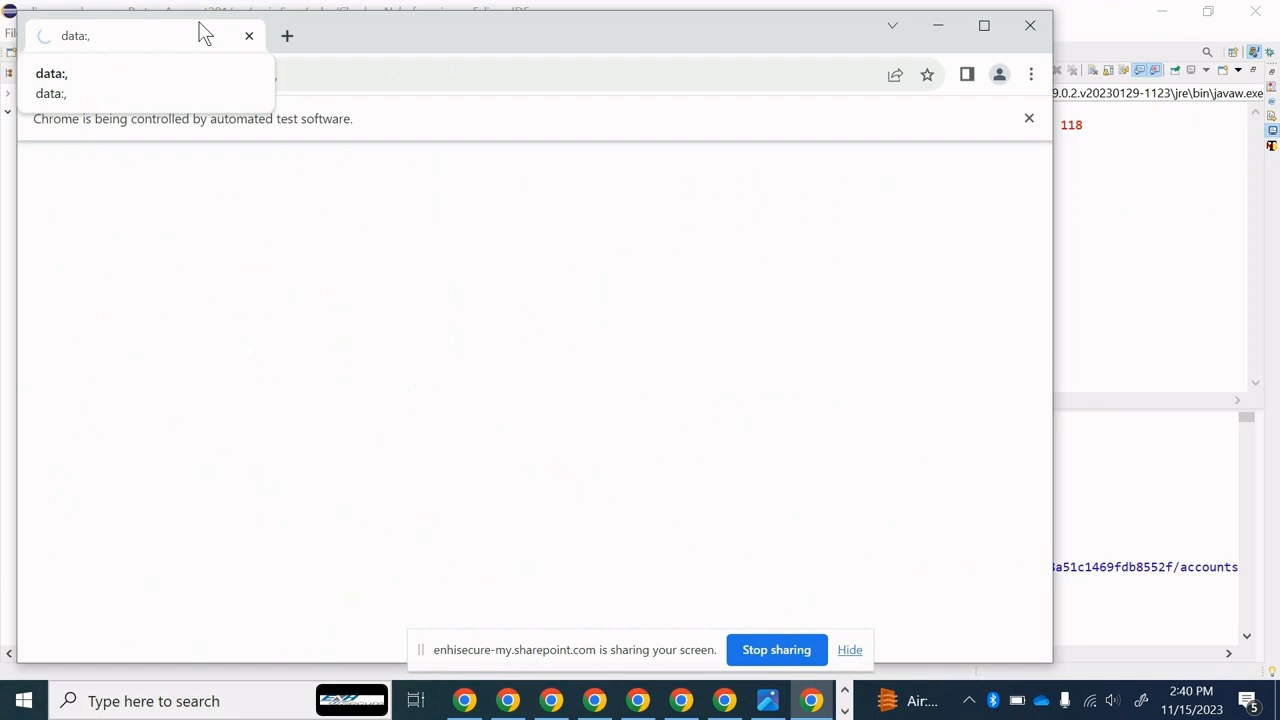 data:,
data:,
data:,
Chrome is being controlled by automated test software.
9.0.2.v20230129-1123\jre\bin\javaw.exe
118
3a51c1469fdb8552f/accounts
enhisecure-my.sharepoint.com is sharing your screen.
Stop sharing
Hide
Type here to search
Air...
2:40 PM
11/15/2023
5